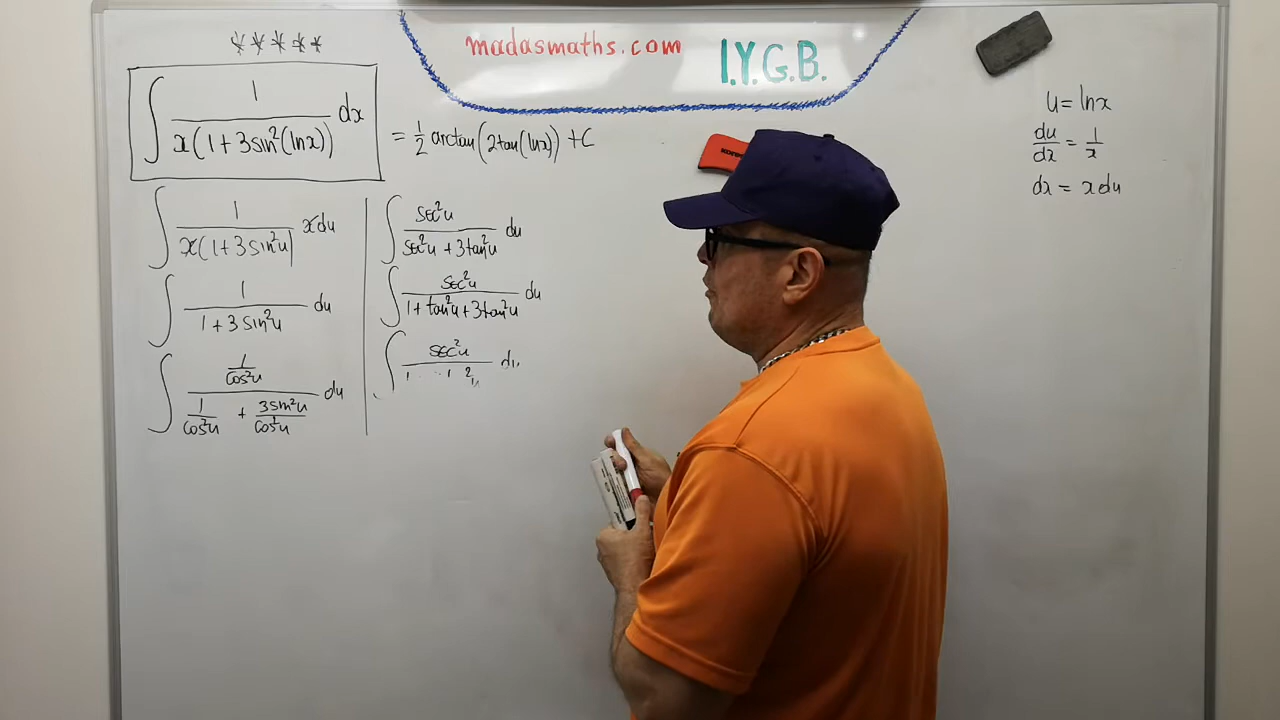 *****
madasmaths.com
I.Y.G.B.
∫ 1 / x(1+3sin²(lnx)) dx = 1/2 arctan(2tan(lnx)) + C
∫ 1 / x(1+3sin²u) x du
∫ 1 / 1+3sin²u du
∫ 1/cos²u / 1/cos²u + 3sin²u/cos²u du
∫ sec²u / sec²u + 3tan²u du
∫ sec²u / 1+tan²u+3tan²u du
∫ sec²u
u = lnx
du/dx = 1/x
dx = x du